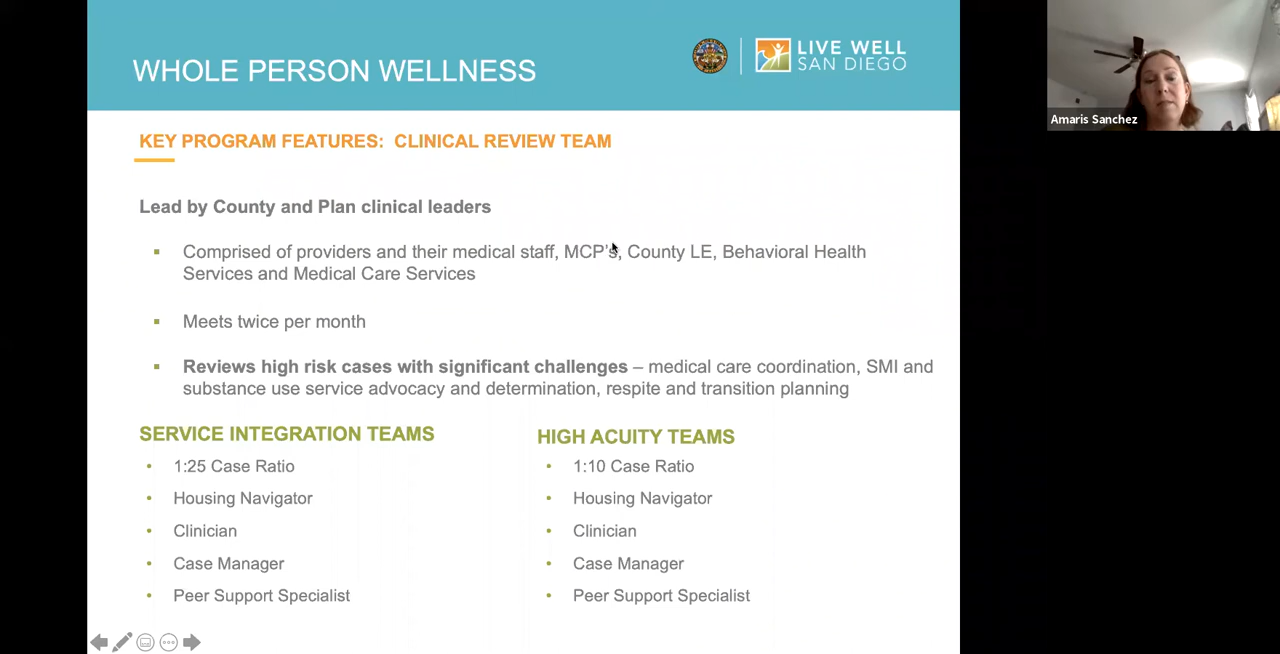 WHOLE PERSON WELLNESS
LIVE WELL
SAN DIEGO
Amaris Sanchez
KEY PROGRAM FEATURES: CLINICAL REVIEW TEAM
Lead by County and Plan clinical leaders
▪ Comprised of providers and their medical staff, MCP's, County LE, Behavioral Health
Services and Medical Care Services
▪ Meets twice per month
▪ Reviews high risk cases with significant challenges – medical care coordination, SMI and
substance use service advocacy and determination, respite and transition planning
SERVICE INTEGRATION TEAMS
• 1:25 Case Ratio
• Housing Navigator
• Clinician
• Case Manager
• Peer Support Specialist
HIGH ACUITY TEAMS
• 1:10 Case Ratio
• Housing Navigator
• Clinician
• Case Manager
• Peer Support Specialist